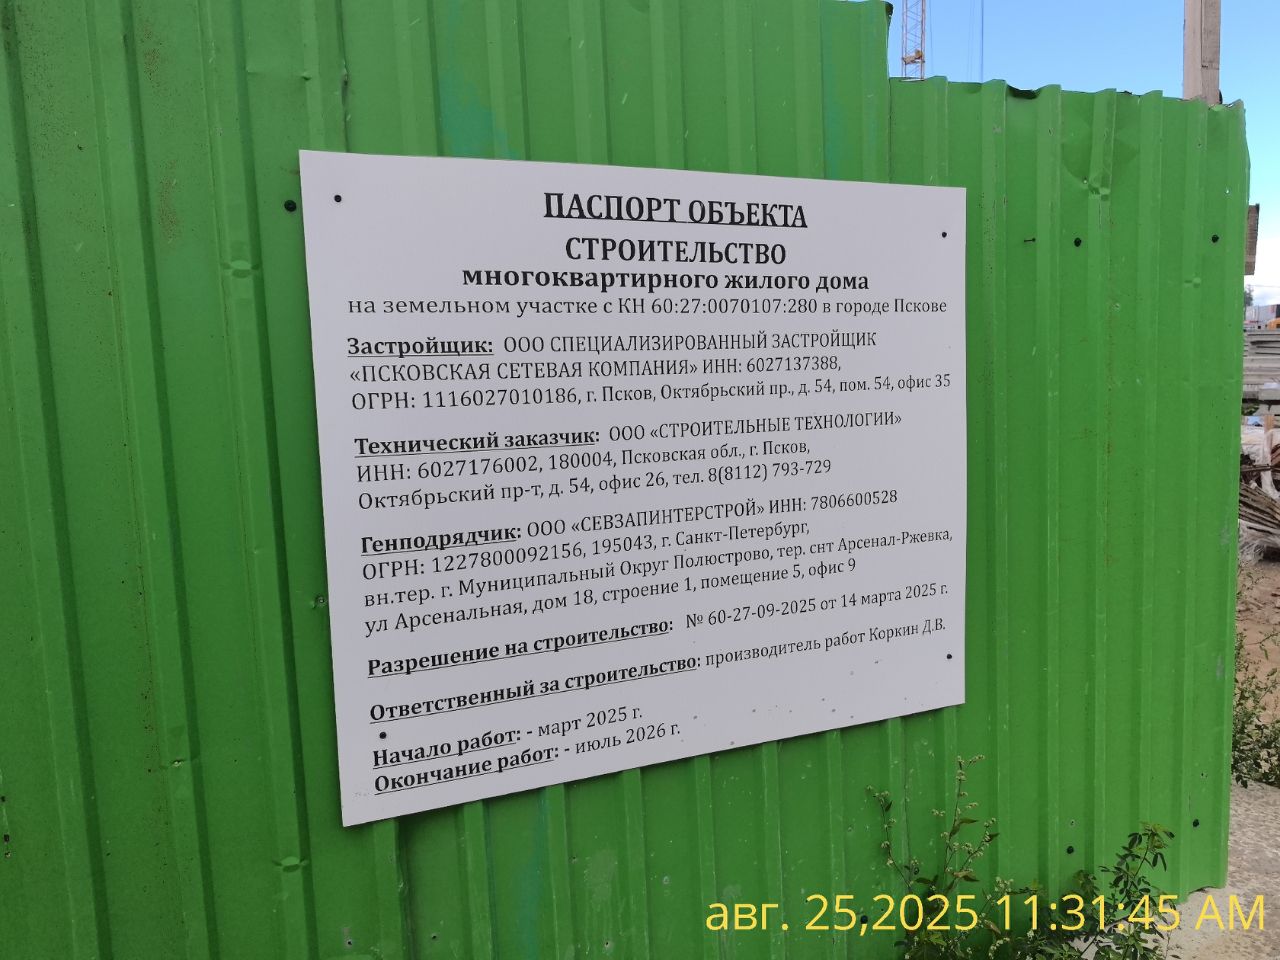 ПАСПОРТ ОБЪЕКТА
СТРОИТЕЛЬСТВО
многоквартирного жилого дома
на земельном участке с КН 60:27:0070107:280 в городе Пскове
Застройщик: ООО СПЕЦИАЛИЗИРОВАННЫЙ ЗАСТРОЙЩИК
«ПСКОВСКАЯ СЕТЕВАЯ КОМПАНИЯ» ИНН: 6027137388,
ОГРН: 1116027010186, г. Псков, Октябрьский пр., д. 54, пом. 54, офис 35
Технический заказчик: ООО «СТРОИТЕЛЬНЫЕ ТЕХНОЛОГИИ»
ИНН: 6027176002, 180004, Псковская обл., г. Псков,
Октябрьский пр-т, д. 54, офис 26, тел. 8(8112) 793-729
Генподрядчик: ООО «СЕВЗАПИНТЕРСТРОЙ» ИНН: 7806600528
ОГРН: 1227800092156, 195043, г. Санкт-Петербург,
вн.тер. г. Муниципальный Округ Полюстрово, тер. снт Арсенал-Ржевка,
ул Арсенальная, дом 18, строение 1, помещение 5, офис 9
Разрешение на строительство: № 60-27-09-2025 от 14 марта 2025 г.
Ответственный за строительство: производитель работ Коркин Д.В.
Начало работ: - март 2025 г.
Окончание работ: - июль 2026 г.
авг. 25,2025 11:31:45 AM